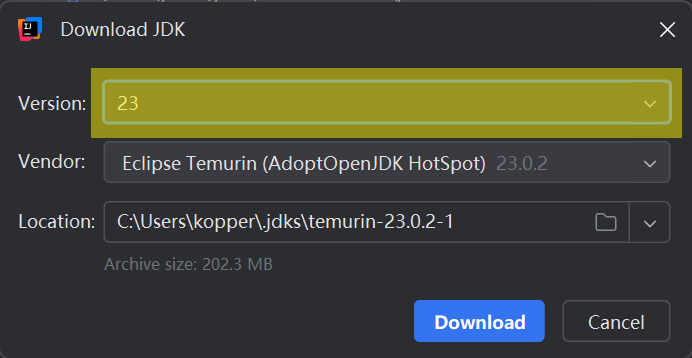 Download JDK
Version: 23
Vendor: Eclipse Temurin (AdoptOpenJDK HotSpot) 23.0.2
Location: C:\Users\kopper\.jdks\temurin-23.0.2-1
Archive size: 202.3 MB
Download Cancel